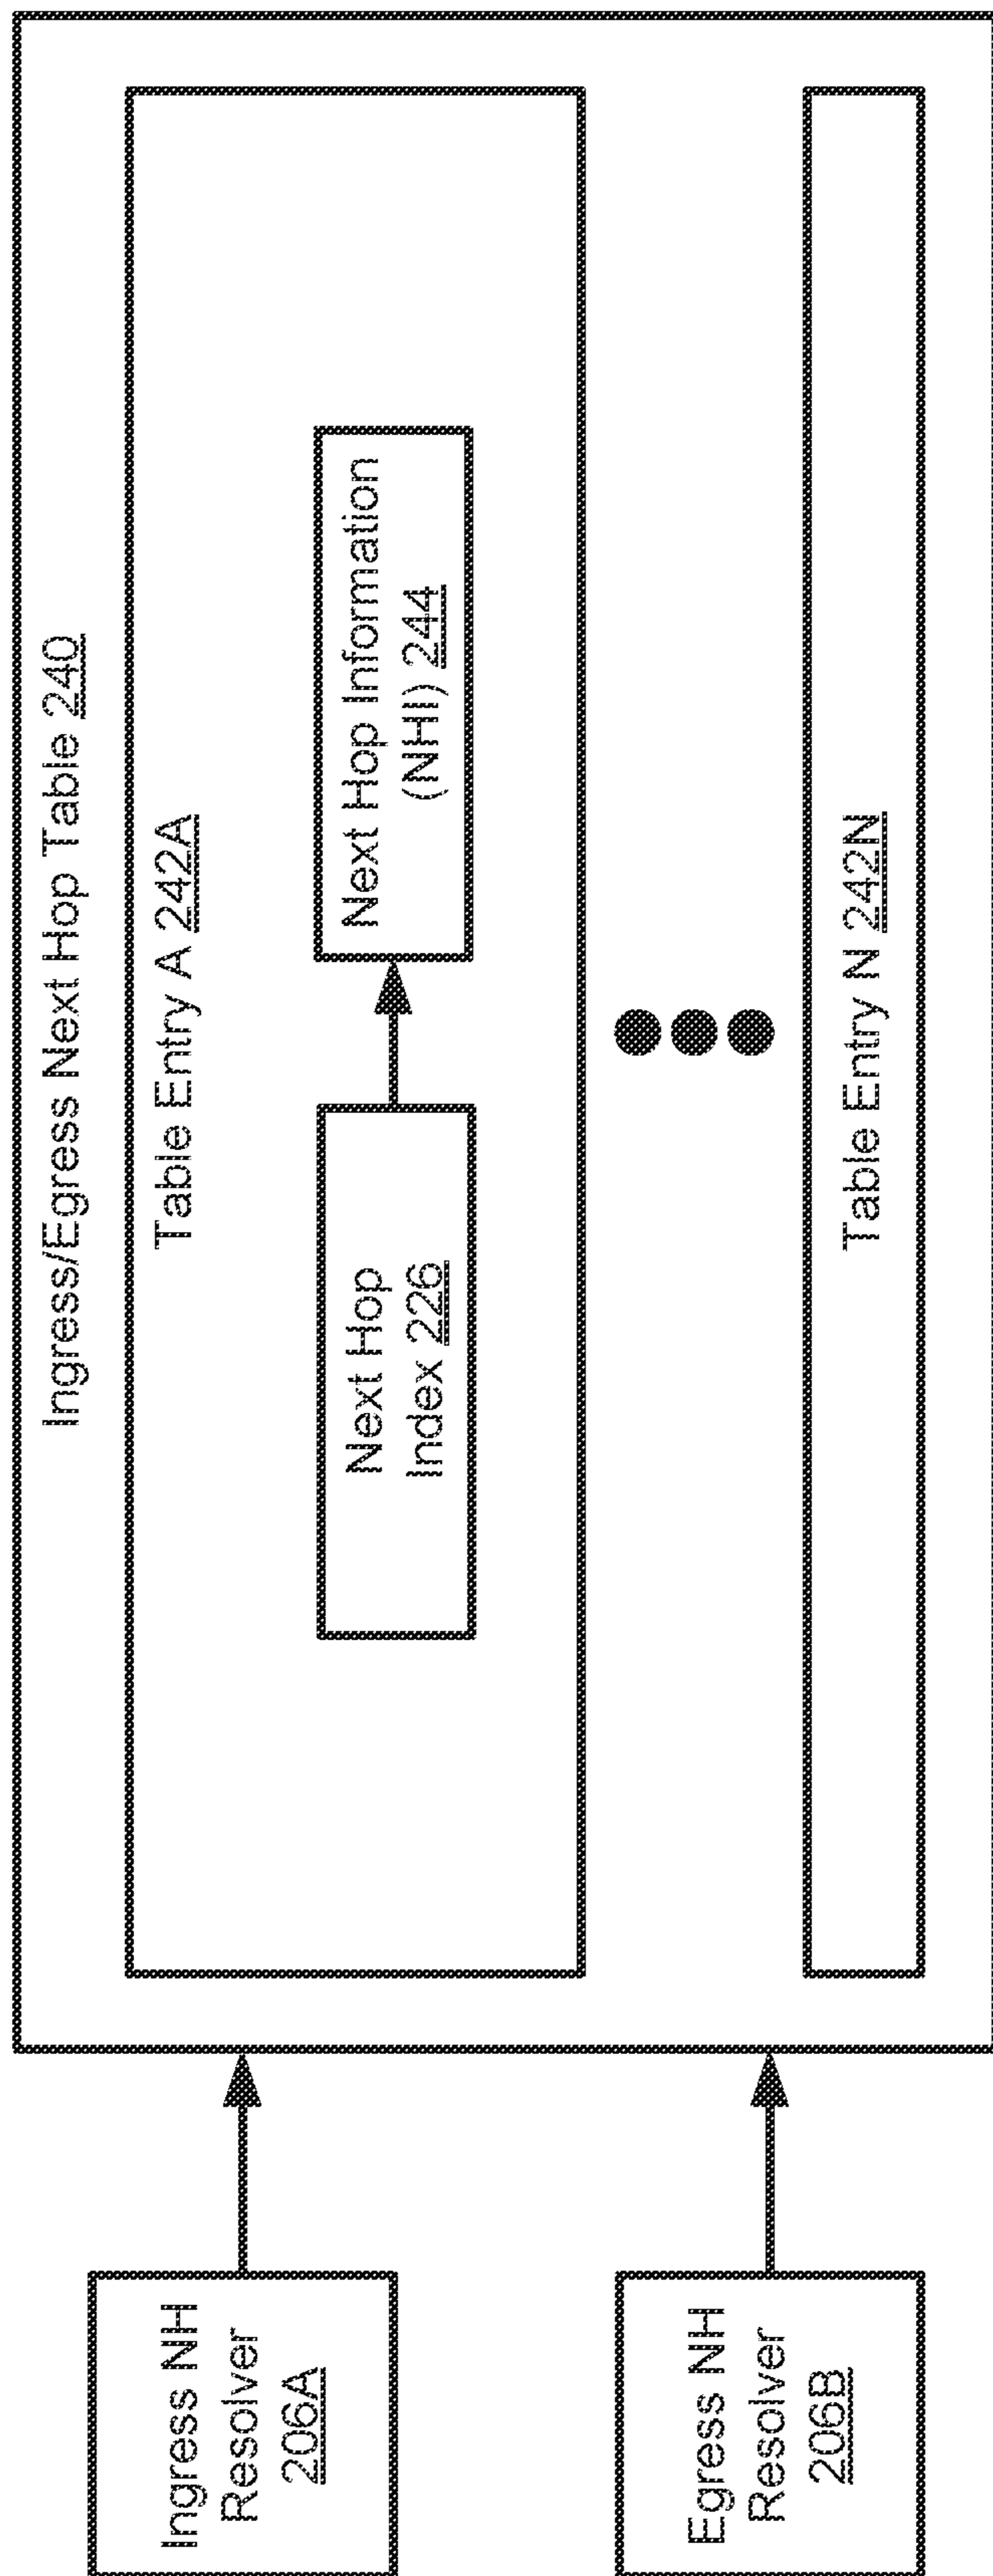 Ingress/Egress Next Hop Table 240
Table Entry A 242A
Next Hop
Index 226
Next Hop Information
(NHI) 244
Table Entry N 242N
Ingress NH
Resolver
206A
Egress NH
Resolver
206B